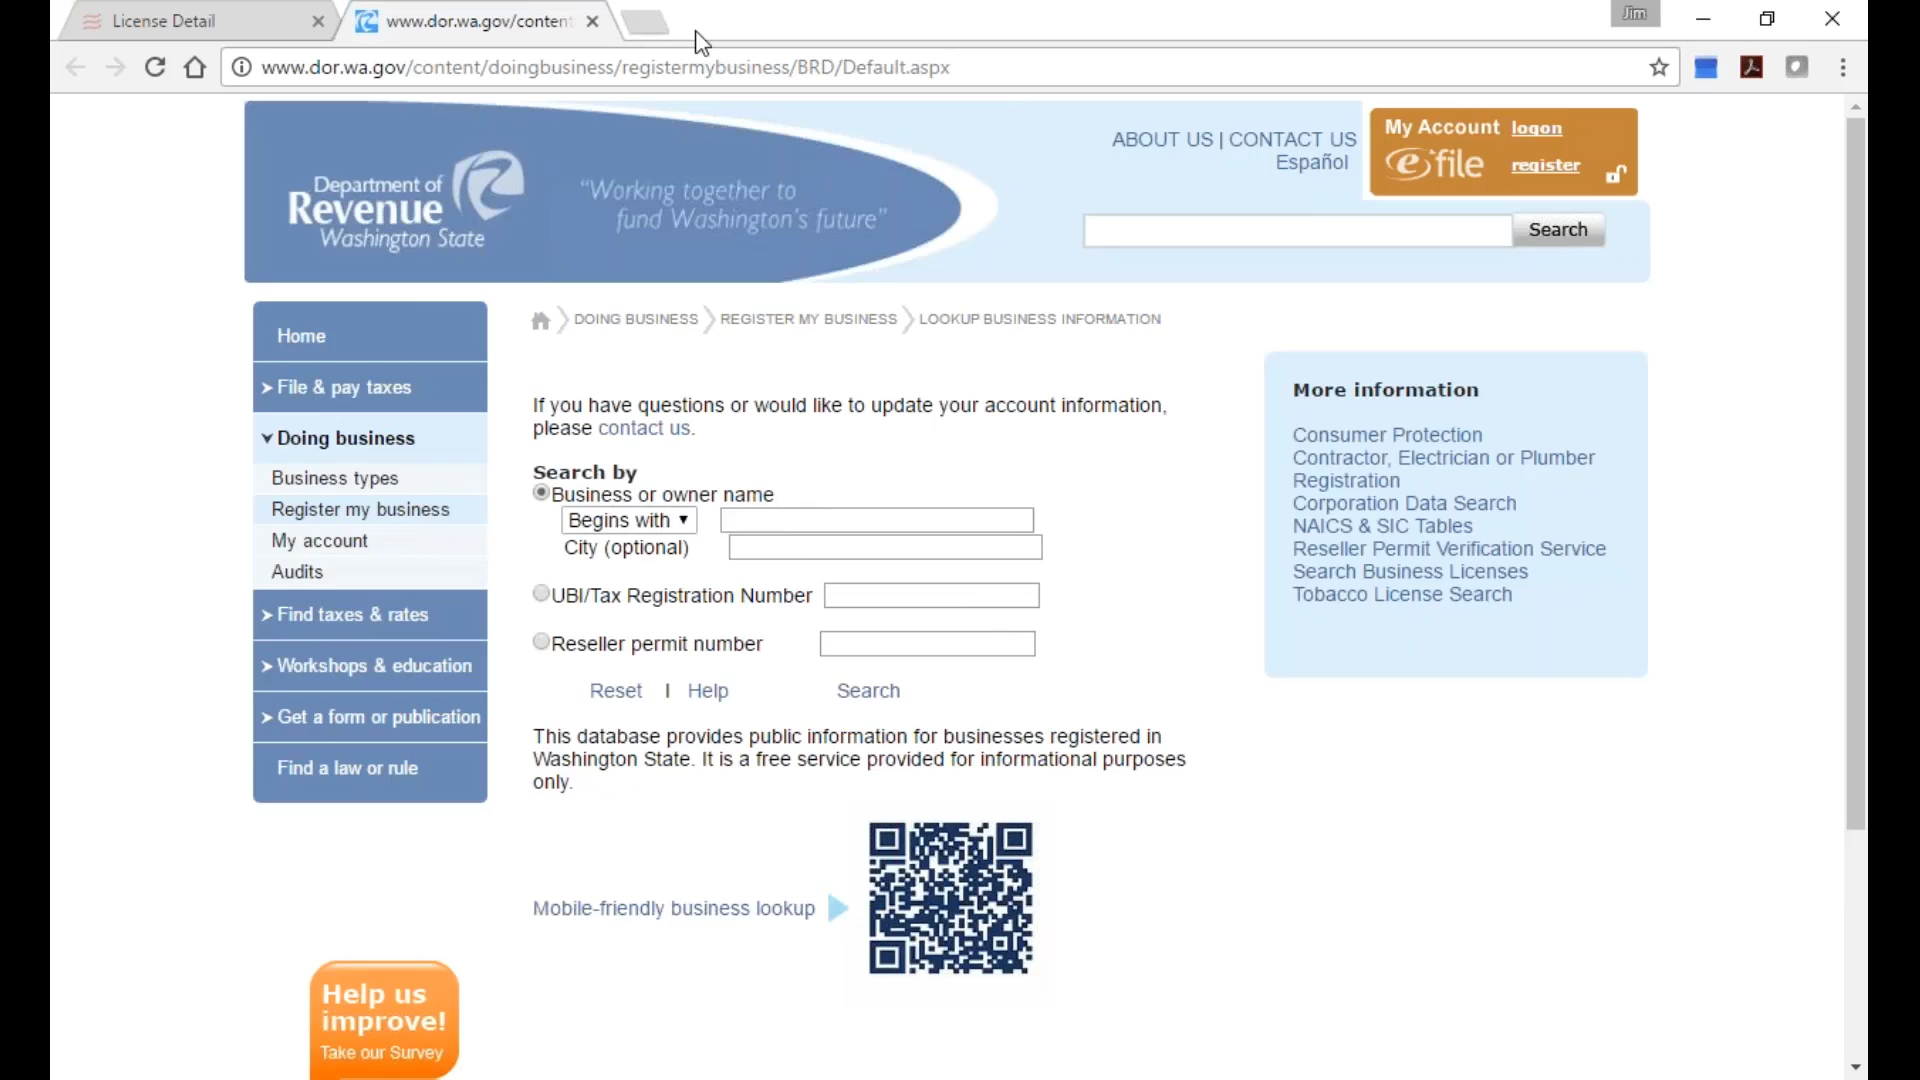 License Detail
www.dor.wa.gov/content
Jim
www.dor.wa.gov/content/doingbusiness/registermybusiness/BRD/Default.aspx
Department of
Revenue
Washington State
"Working together to
fund Washington's future"
ABOUT US | CONTACT US
Español
My Account logon
efile register
Search
Home
File & pay taxes
Doing business
Business types
Register my business
My account
Audits
Find taxes & rates
Workshops & education
Get a form or publication
Find a law or rule
DOING BUSINESS REGISTER MY BUSINESS LOOKUP BUSINESS INFORMATION
If you have questions or would like to update your account information,
please contact us.
Search by
Business or owner name
Begins with
City (optional)
UBI/Tax Registration Number
Reseller permit number
Reset | Help Search
This database provides public information for businesses registered in
Washington State. It is a free service provided for informational purposes
only.
Mobile-friendly business lookup
More information
Consumer Protection
Contractor, Electrician or Plumber
Registration
Corporation Data Search
NAICS & SIC Tables
Reseller Permit Verification Service
Search Business Licenses
Tobacco License Search
Help us
improve!
Take our Survey